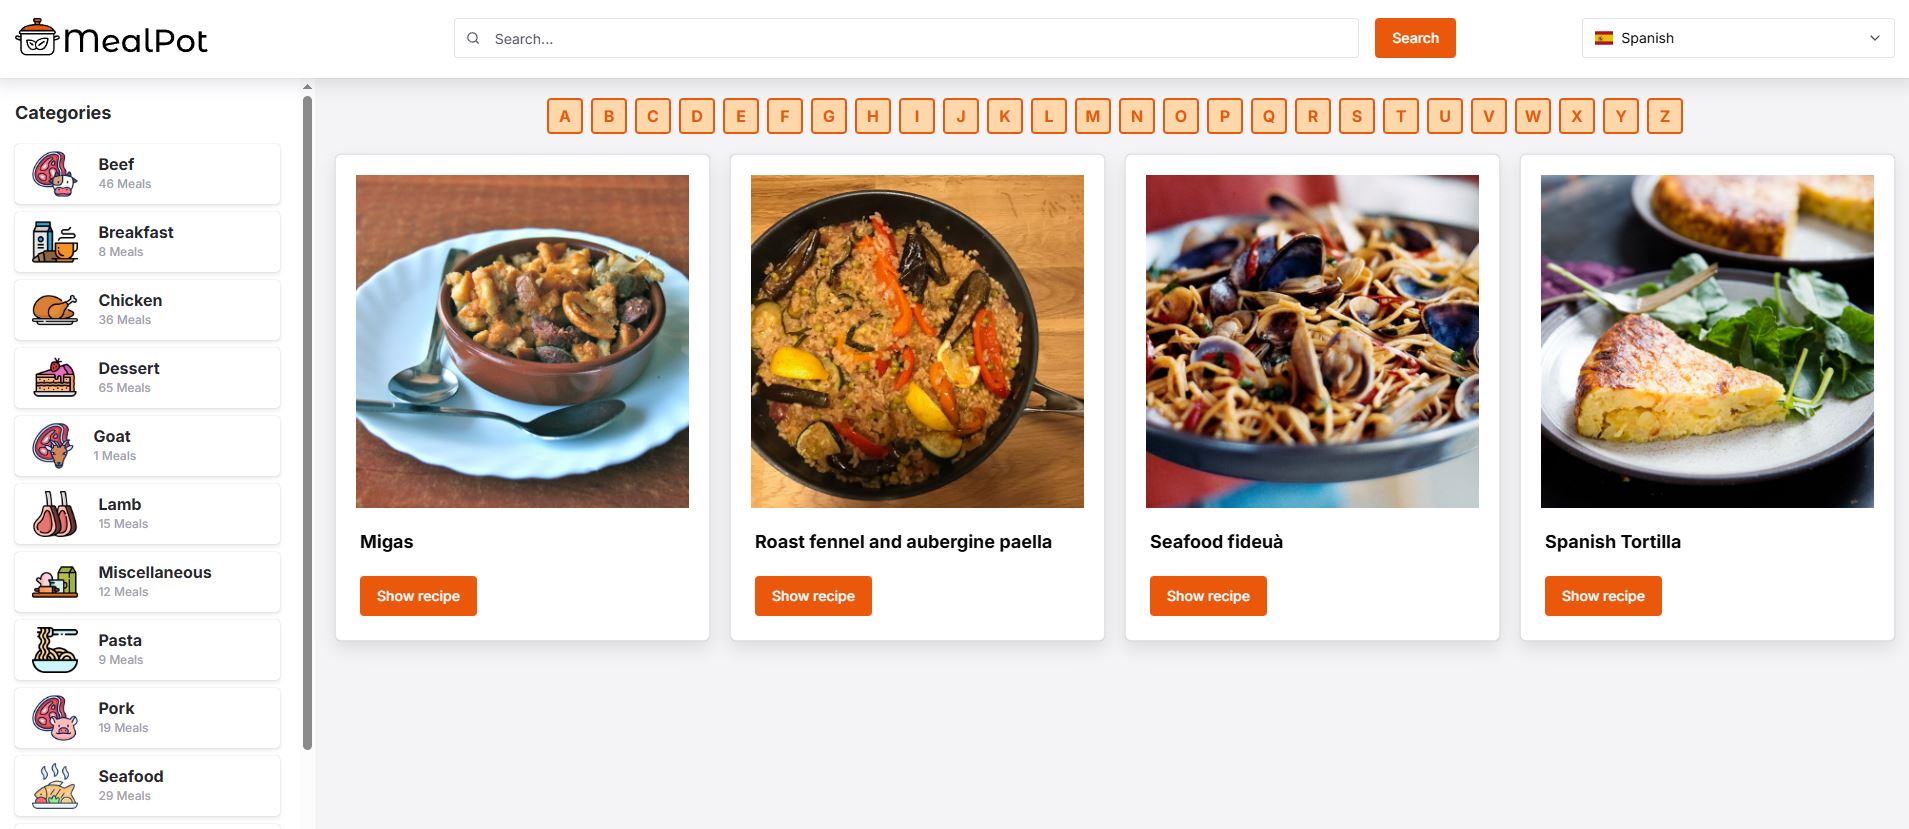 MealPot
Search...
Search
Spanish
Categories
Beef
46 Meals
Breakfast
8 Meals
Chicken
36 Meals
Dessert
65 Meals
Goat
1 Meals
Lamb
15 Meals
Miscellaneous
12 Meals
Pasta
9 Meals
Pork
19 Meals
Seafood
29 Meals
A B C D E F G H I J K L M N O P Q R S T U V W X Y Z
Migas
Show recipe
Roast fennel and aubergine paella
Show recipe
Seafood fideuà
Show recipe
Spanish Tortilla
Show recipe